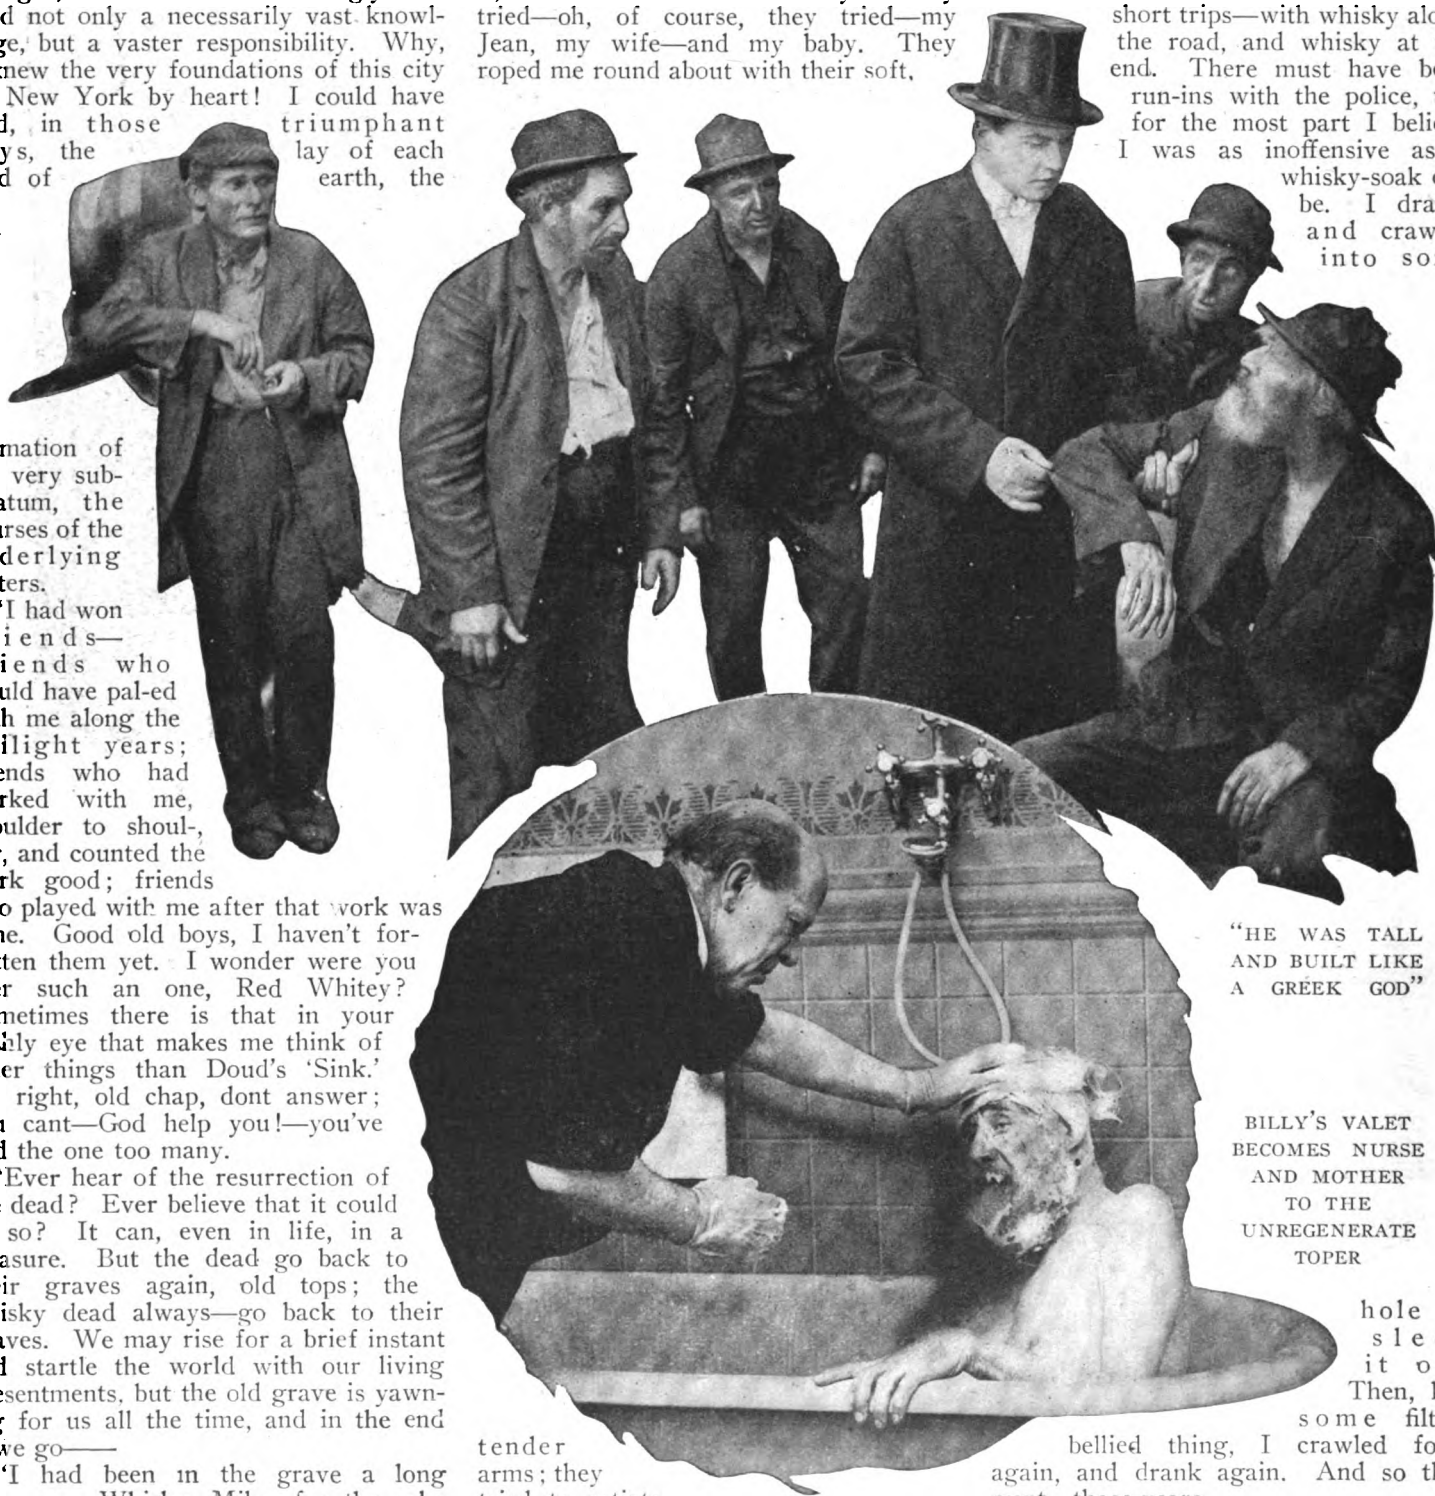 d not only a necessarily vast knowl-
ge, but a vaster responsibility. Why,
knew the very foundations of this city
New York by heart! I could have
d, in those triumphant
ys, the lay of each
d of earth, the
mation of
very sub-
atum, the
urses of the
derlying
ters.
"I had won
iends—
iends who
uld have pal-ed
h me along the
ilight years;
ends who had
rked with me,
oulder to shoul-,
r, and counted the
rk good; friends
o played with me after that work was
ne. Good old boys, I haven't for-
tten them yet. I wonder were you
er such an one, Red Whitey?
metimes there is that in your
ly eye that makes me think of
er things than Doud's 'Sink.'
right, old chap, dont answer;
u cant—God help you!—you've
d the one too many.
"Ever hear of the resurrection of
e dead? Ever believe that it could
so? It can, even in life, in a
asure. But the dead go back to
ir graves again, old tops; the
isky dead always—go back to their
aves. We may rise for a brief instant
d startle the world with our living
esentments, but the old grave is yawn-
g for us all the time, and in the end
we go——
"I had been in the grave a long
tried—oh, of course, they tried—my
Jean, my wife—and my baby. They
roped me round about with their soft,
tender
arms; they
short trips—with whisky alo
the road, and whisky at
end. There must have be
run-ins with the police,
for the most part I belie
I was as inoffensive as
whisky-soak
be. I dra
and craw
into so
"HE WAS TALL
AND BUILT LIKE
A GREEK GOD"
BILLY'S VALET
BECOMES NURSE
AND MOTHER
TO THE
UNREGENERATE
TOPER
hole
sle
it o
Then,
some filt
bellied thing, I crawled fo
again, and drank again. And so th